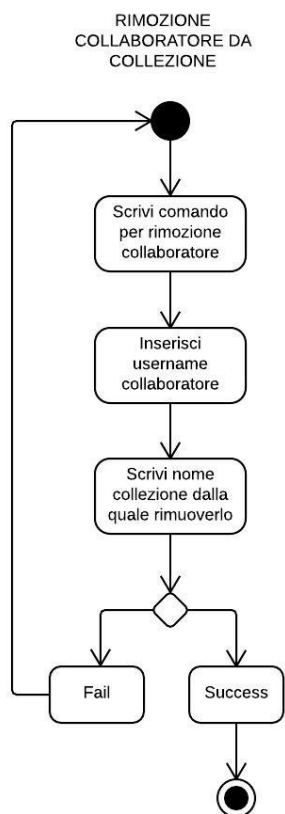 RIMOZIONE
COLLABORATORE DA
COLLEZIONE
Scrivi comando
per rimozione
collaboratore
Inserisci
username
collaboratore
Scrivi nome
collezione dalla
quale rimuoverlo
Fail
Success